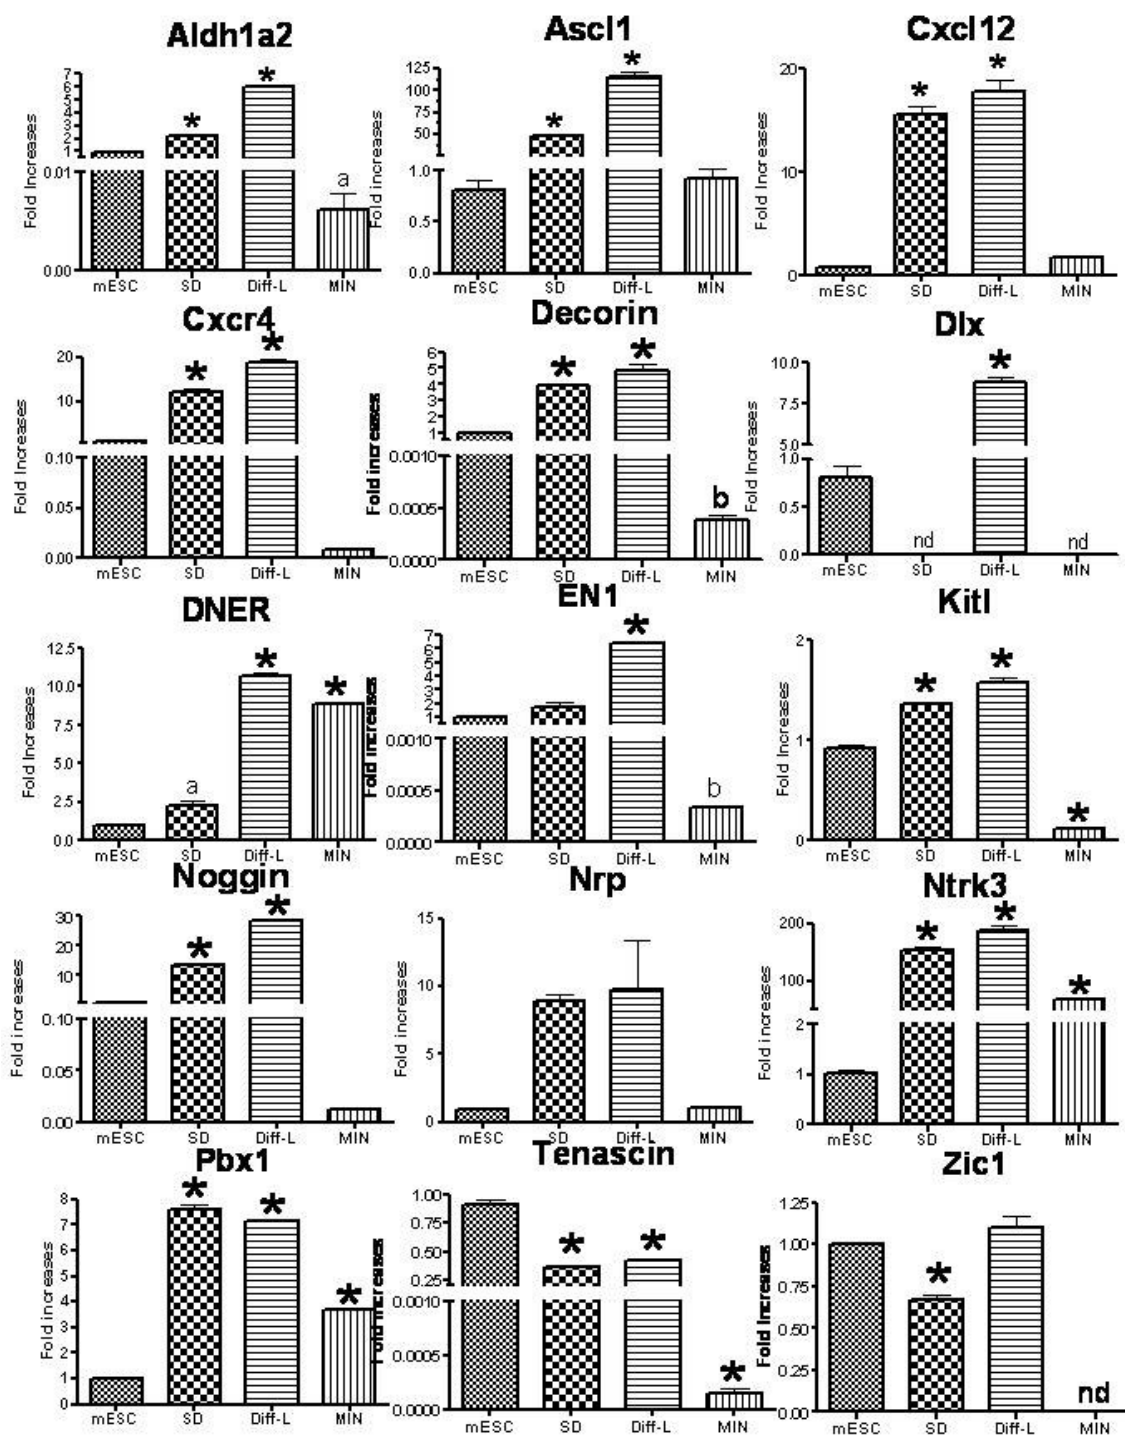 Aldh1a2
Fold Increases
7
6
5
4
3
2
1
0.01
0.00
*
*
a
mESC SD Diff-L MIN
Ascl1
Fold increases
125
100
75
50
1.0
0.5
0.0
*
*
mESC SD Diff-L MIN
Cxcl12
Fold Increases
20
10
0
*
*
mESC SD Diff-L MIN
Cxcr4
Fold Increases
20
10
0.10
0.05
0.00
*
*
mESC SD Diff-L MIN
Decorin
Fold increases
6
5
4
3
2
1
0.0010
0.0005
0.0000
*
*
b
mESC SD Diff-L MIN
Dlx
Fold Increases
10.0
7.5
5.0
1.0
0.5
0.0
nd
*
nd
mESC SD Diff-L MIN
DNER
Fold Increases
12.5
10.0
7.5
5.0
2.5
0.0
a
*
*
mESC SD Diff-L MIN
EN1
Fold increases
7
6
5
4
3
2
1
0.0010
0.0005
0.0000
*
b
mESC SD Diff-L MIN
Kitl
Fold Increases
2
1
0
*
*
*
mESC SD Diff-L MIN
Noggin
Fold increases
30
20
10
0.10
0.05
0.00
*
*
mESC SD Diff-L MIN
Nrp
Fold increases
15
10
5
0
mESC SD Diff-L MIN
Ntrk3
Fold increases
200
100
2
1
0
*
*
*
mESC SD Diff-L MIN
Pbx1
Fold increases
8
7
6
5
4
3
2
1
0
*
*
*
mESC SD Diff-L MIN
Tenascin
Fold increases
1.00
0.75
0.50
0.25
0.0010
0.0005
0.0000
*
*
*
mESC SD Diff-L MIN
Zic1
Fold Increases
1.25
1.00
0.75
0.50
0.25
0.00
*
nd
mESC SD Diff-L MIN